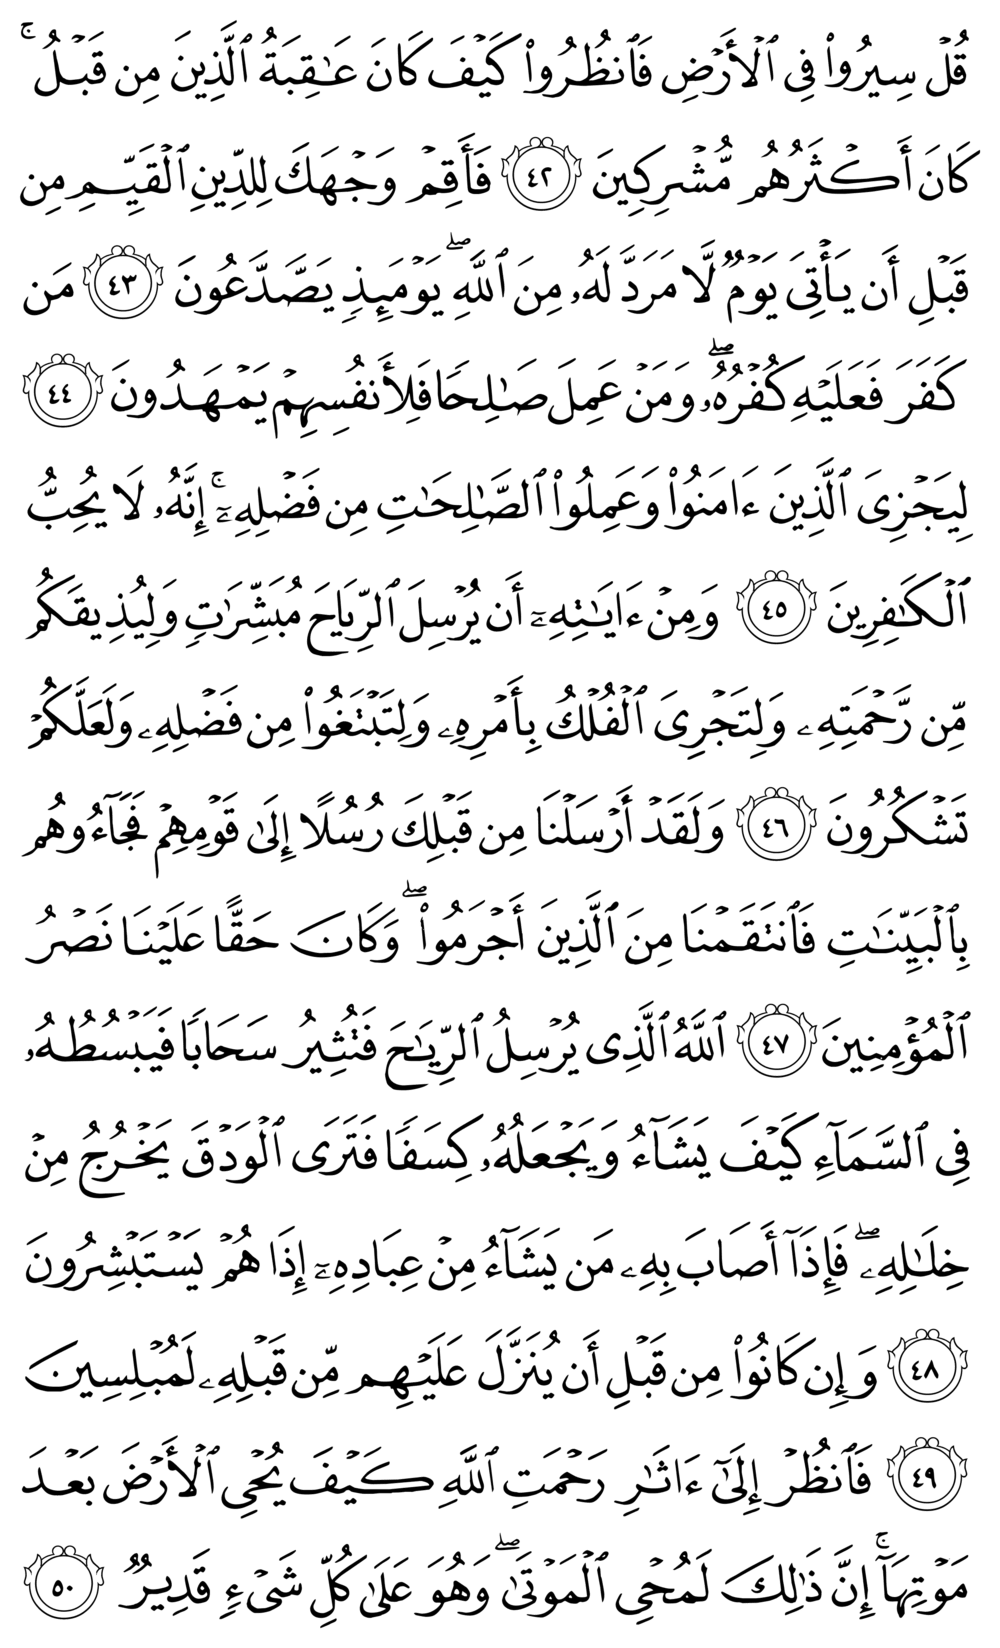 قُلۡ سِيرُواْ فِي ٱلۡأَرۡضِ فَٱنظُرُواْ كَيۡفَ كَانَ عَٰقِبَةُ ٱلَّذِينَ مِن قَبۡلُۚ
كَانَ أَكۡثَرُهُم مُّشۡرِكِينَ ٤٢ فَأَقِمۡ وَجۡهَكَ لِلدِّينِ ٱلۡقَيِّمِ مِن
قَبۡلِ أَن يَأۡتِيَ يَوۡمٞ لَّا مَرَدَّ لَهُۥ مِنَ ٱللَّهِۖ يَوۡمَئِذٖ يَصَّدَّعُونَ ٤٣ مَن
كَفَرَ فَعَلَيۡهِ كُفۡرُهُۥۖ وَمَنۡ عَمِلَ صَٰلِحٗا فَلِأَنفُسِهِمۡ يَمۡهَدُونَ ٤٤
لِيَجۡزِيَ ٱلَّذِينَ ءَامَنُواْ وَعَمِلُواْ ٱلصَّٰلِحَٰتِ مِن فَضۡلِهِۦٓۚ إِنَّهُۥ لَا يُحِبُّ
ٱلۡكَٰفِرِينَ ٤٥ وَمِنۡ ءَايَٰتِهِۦٓ أَن يُرۡسِلَ ٱلرِّيَاحَ مُبَشِّرَٰتٖ وَلِيُذِيقَكُم
مِّن رَّحۡمَتِهِۦ وَلِتَجۡرِيَ ٱلۡفُلۡكُ بِأَمۡرِهِۦ وَلِتَبۡتَغُواْ مِن فَضۡلِهِۦ وَلَعَلَّكُمۡ
تَشۡكُرُونَ ٤٦ وَلَقَدۡ أَرۡسَلۡنَا مِن قَبۡلِكَ رُسُلًا إِلَىٰ قَوۡمِهِمۡ فَجَآءُوهُم
بِٱلۡبَيِّنَٰتِ فَٱنتَقَمۡنَا مِنَ ٱلَّذِينَ أَجۡرَمُواْۖ وَكَانَ حَقًّا عَلَيۡنَا نَصۡرُ
ٱلۡمُؤۡمِنِينَ ٤٧ ٱللَّهُ ٱلَّذِي يُرۡسِلُ ٱلرِّيَٰحَ فَتُثِيرُ سَحَابٗا فَيَبۡسُطُهُۥ
فِي ٱلسَّمَآءِ كَيۡفَ يَشَآءُ وَيَجۡعَلُهُۥ كِسَفٗا فَتَرَى ٱلۡوَدۡقَ يَخۡرُجُ مِنۡ
خِلَٰلِهِۦۖ فَإِذَآ أَصَابَ بِهِۦ مَن يَشَآءُ مِنۡ عِبَادِهِۦٓ إِذَا هُمۡ يَسۡتَبۡشِرُونَ
٤٨ وَإِن كَانُواْ مِن قَبۡلِ أَن يُنَزَّلَ عَلَيۡهِم مِّن قَبۡلِهِۦ لَمُبۡلِسِينَ
٤٩ فَٱنظُرۡ إِلَىٰٓ ءَاثَٰرِ رَحۡمَتِ ٱللَّهِ كَيۡفَ يُحۡيِ ٱلۡأَرۡضَ بَعۡدَ
مَوۡتِهَآۚ إِنَّ ذَٰلِكَ لَمُحۡيِ ٱلۡمَوۡتَىٰۖ وَهُوَ عَلَىٰ كُلِّ شَيۡءٖ قَدِيرٞ ٥٠